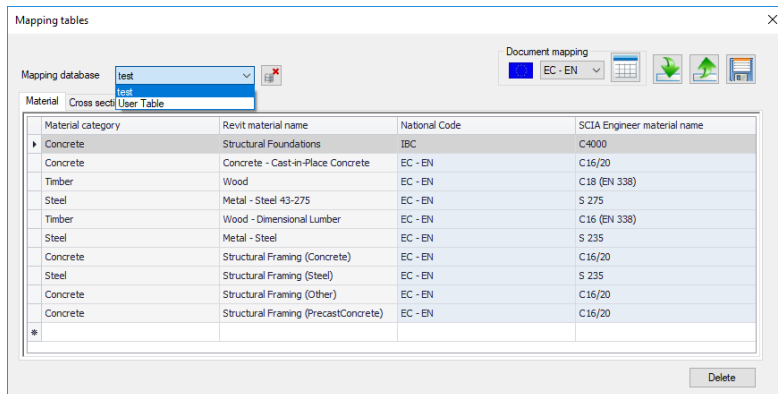 Mapping tables
Document mapping
Mapping database test
EC - EN
test
User Table
Material Cross secti
Material category Revit material name National Code SCIA Engineer material name
Concrete Structural Foundations IBC C4000
Concrete Concrete - Cast-in-Place Concrete EC - EN C16/20
Timber Wood EC - EN C18 (EN 338)
Steel Metal - Steel 43-275 EC - EN S 275
Timber Wood - Dimensional Lumber EC - EN C16 (EN 338)
Steel Metal - Steel EC - EN S 235
Concrete Structural Framing (Concrete) EC - EN C16/20
Steel Structural Framing (Steel) EC - EN S 235
Concrete Structural Framing (Other) EC - EN C16/20
Concrete Structural Framing (PrecastConcrete) EC - EN C16/20
Delete